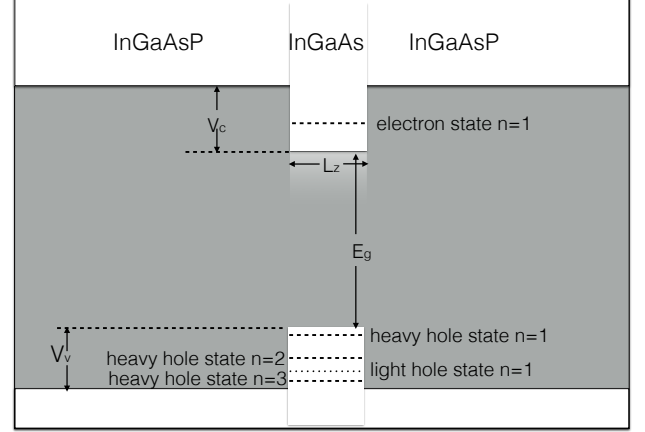 InGaAsP InGaAs InGaAsP
Vc
electron state n=1
Lz
Eg
heavy hole state n=1
Vv
heavy hole state n=2
light hole state n=1
heavy hole state n=3